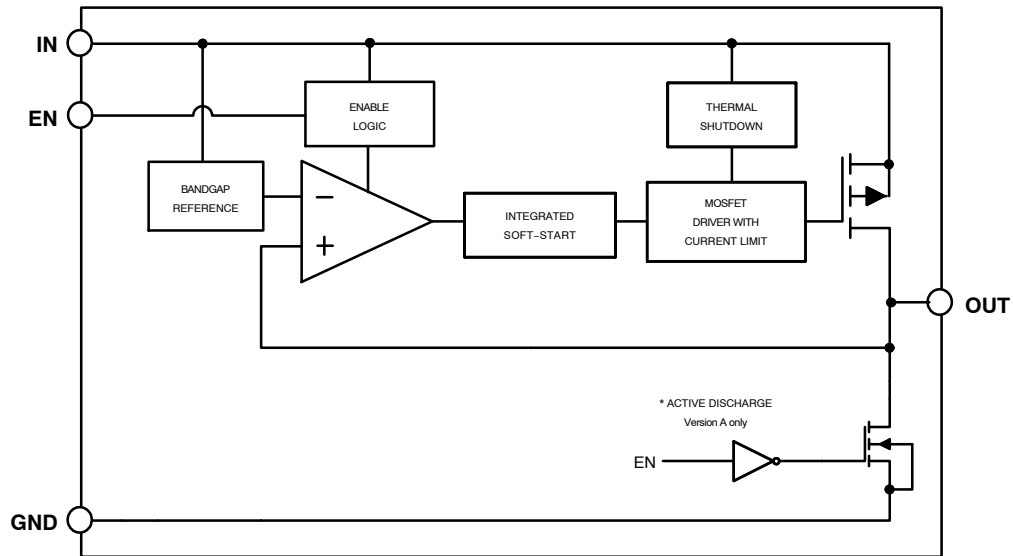 IN
EN
ENABLE
LOGIC
THERMAL
SHUTDOWN
BANDGAP
REFERENCE
−
+
INTEGRATED
SOFT−START
MOSFET
DRIVER WITH
CURRENT LIMIT
OUT
* ACTIVE DISCHARGE
Version A only
EN
GND